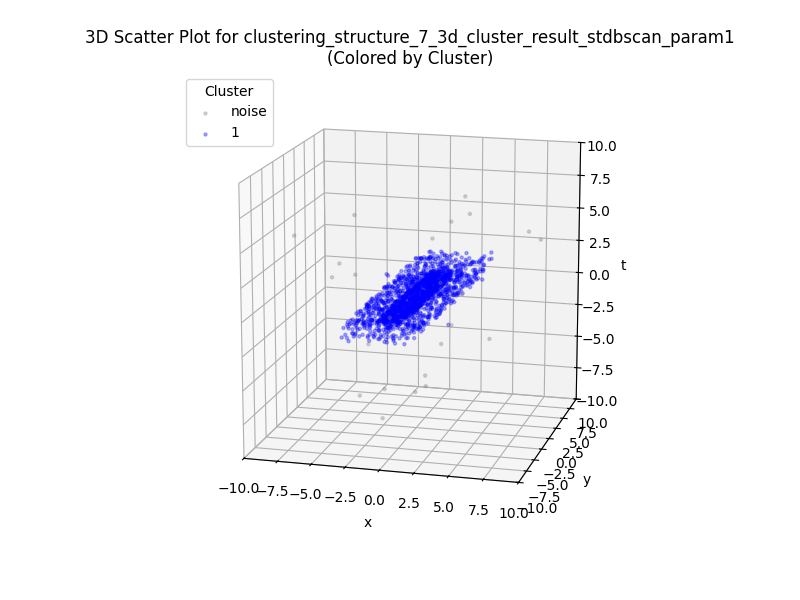 3D Scatter Plot for clustering_structure_7_3d_cluster_result_stdbscan_param1
(Colored by Cluster)
Cluster
noise
1
10.0
7.5
5.0
2.5
0.0
−2.5
−5.0
−7.5
−10.0
t
10.0
7.5
5.0
2.5
0.0
−2.5
−5.0
−7.5
−10.0
y
−10.0 −7.5 −5.0 −2.5 0.0 2.5 5.0 7.5 10.0
x